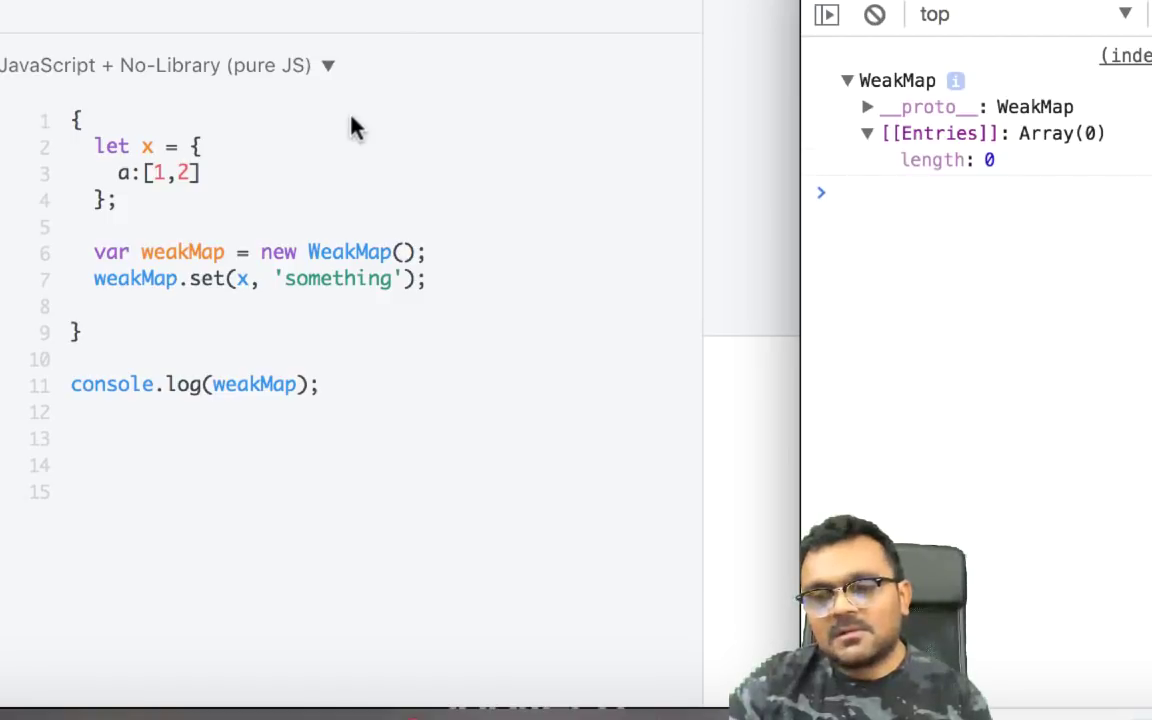 JavaScript + No-Library (pure JS) ▼
1 {
2 let x = {
3 a:[1,2]
4 };
5
6 var weakMap = new WeakMap();
7 weakMap.set(x, 'something');
8
9 }
10
11 console.log(weakMap);
12
13
14
15
top ▼
(inde
▼ WeakMap i
▶ __proto__: WeakMap
▼ [[Entries]]: Array(0)
length: 0
>